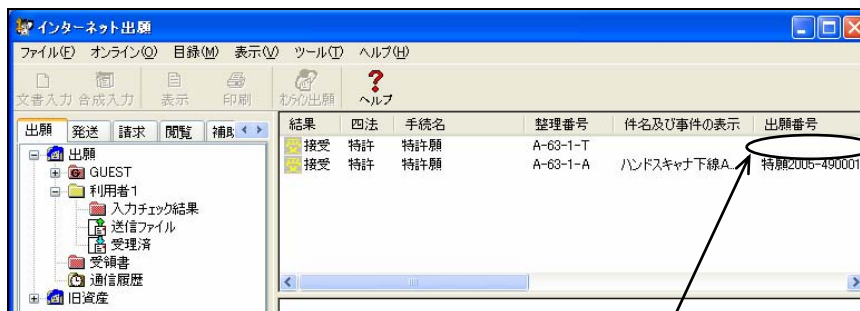 インターネット出願
ファイル(F) オンライン(O) 目録(M) 表示(V) ツール(T) ヘルプ(H)
文書入力 合成入力 表示 印刷 オンライン出願 ヘルプ
出願 発送 請求 閲覧 補助
結果 四法 手続名 整理番号 件名及び事件の表示 出願番号
接受 特許 特許願 A-63-1-T
接受 特許 特許願 A-63-1-A ハンドスキャナ下線A... 特願2005-490001
出願
GUEST
利用者1
入力チェック結果
送信ファイル
受理済
受領書
通信履歴
旧資産